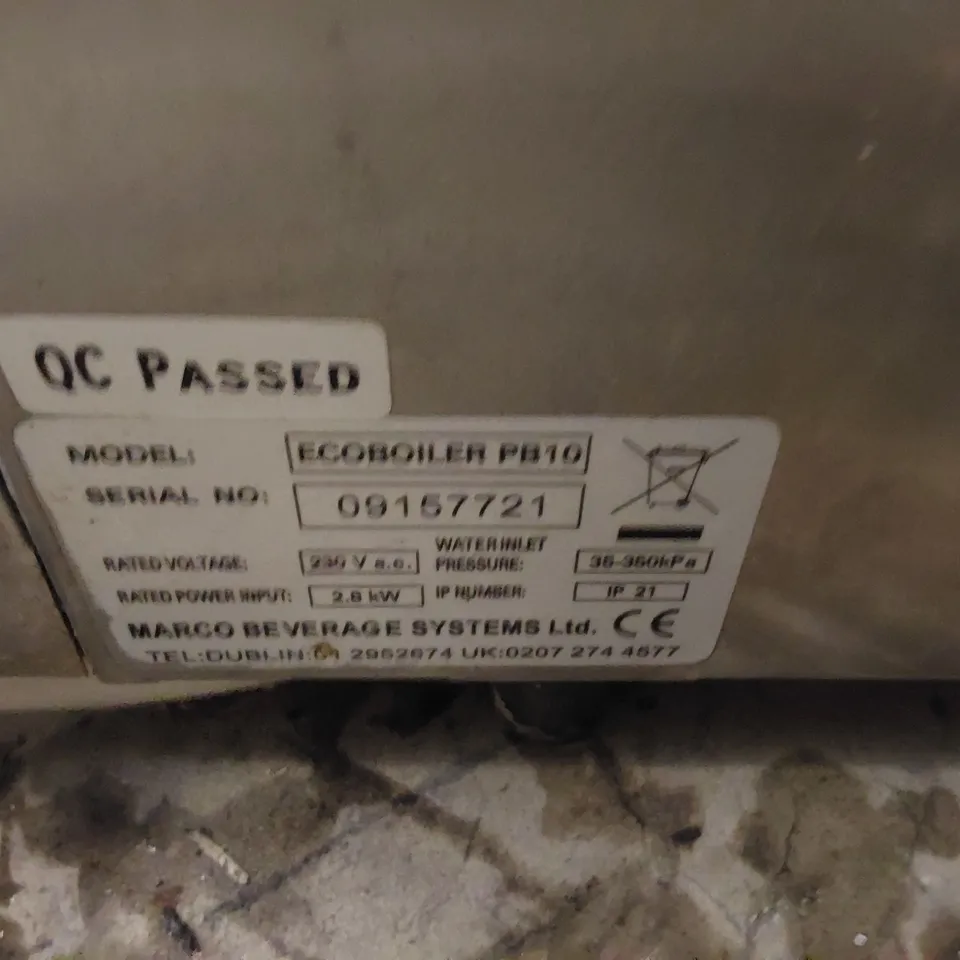 QC PASSED
MODEL: ECOBOILER PB10
SERIAL NO: 09157721
RATED VOLTAGE: 230 V a.c. WATER INLET PRESSURE: 35-350kPa
RATED POWER INPUT: 2.8 kW IP NUMBER: IP 21
MARCO BEVERAGE SYSTEMS Ltd. CE
TEL:DUBLIN: 2952674 UK:0207 274 4577